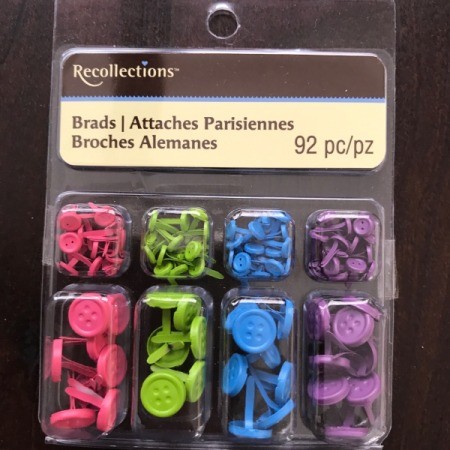 Recollections™
Brads | Attaches Parisiennes
Broches Alemanes 92 pc/pz